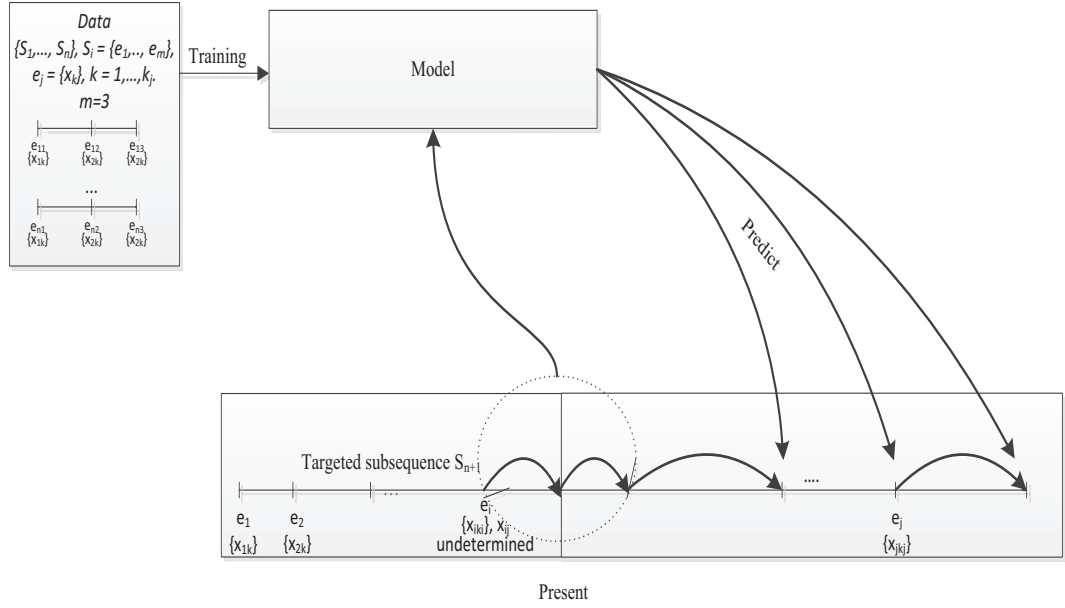 Data
{S1,..., Sn}, Si = {e1,.., em},
ej = {xk}, k = 1,...,kj.
m=3
e11 e12 e13
{x1k} {x2k} {x2k}
...
en1 en2 en3
{x1k} {x2k} {x2k}
Training
Model
Predict
Targeted subsequence Sn+1
...
....
e1 e2 ei ej
{x1k} {x2k} {xiki}, xij {xjkj}
undetermined
Present